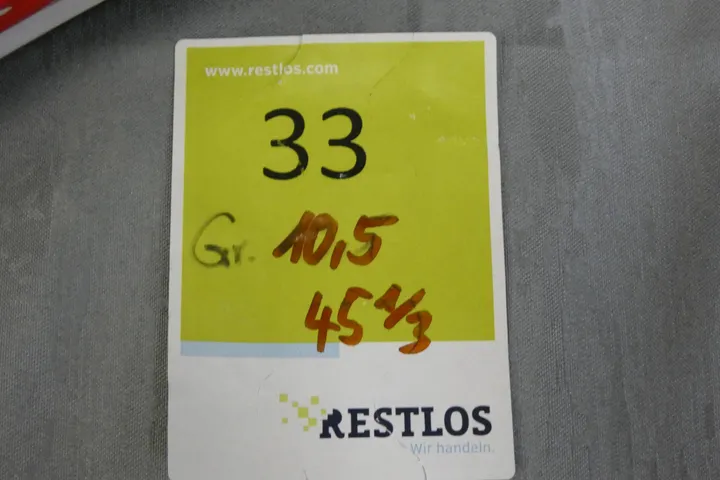 www.restlos.com
33
Gr. 10,5
45 1/3
RESTLOS
Wir handeln.